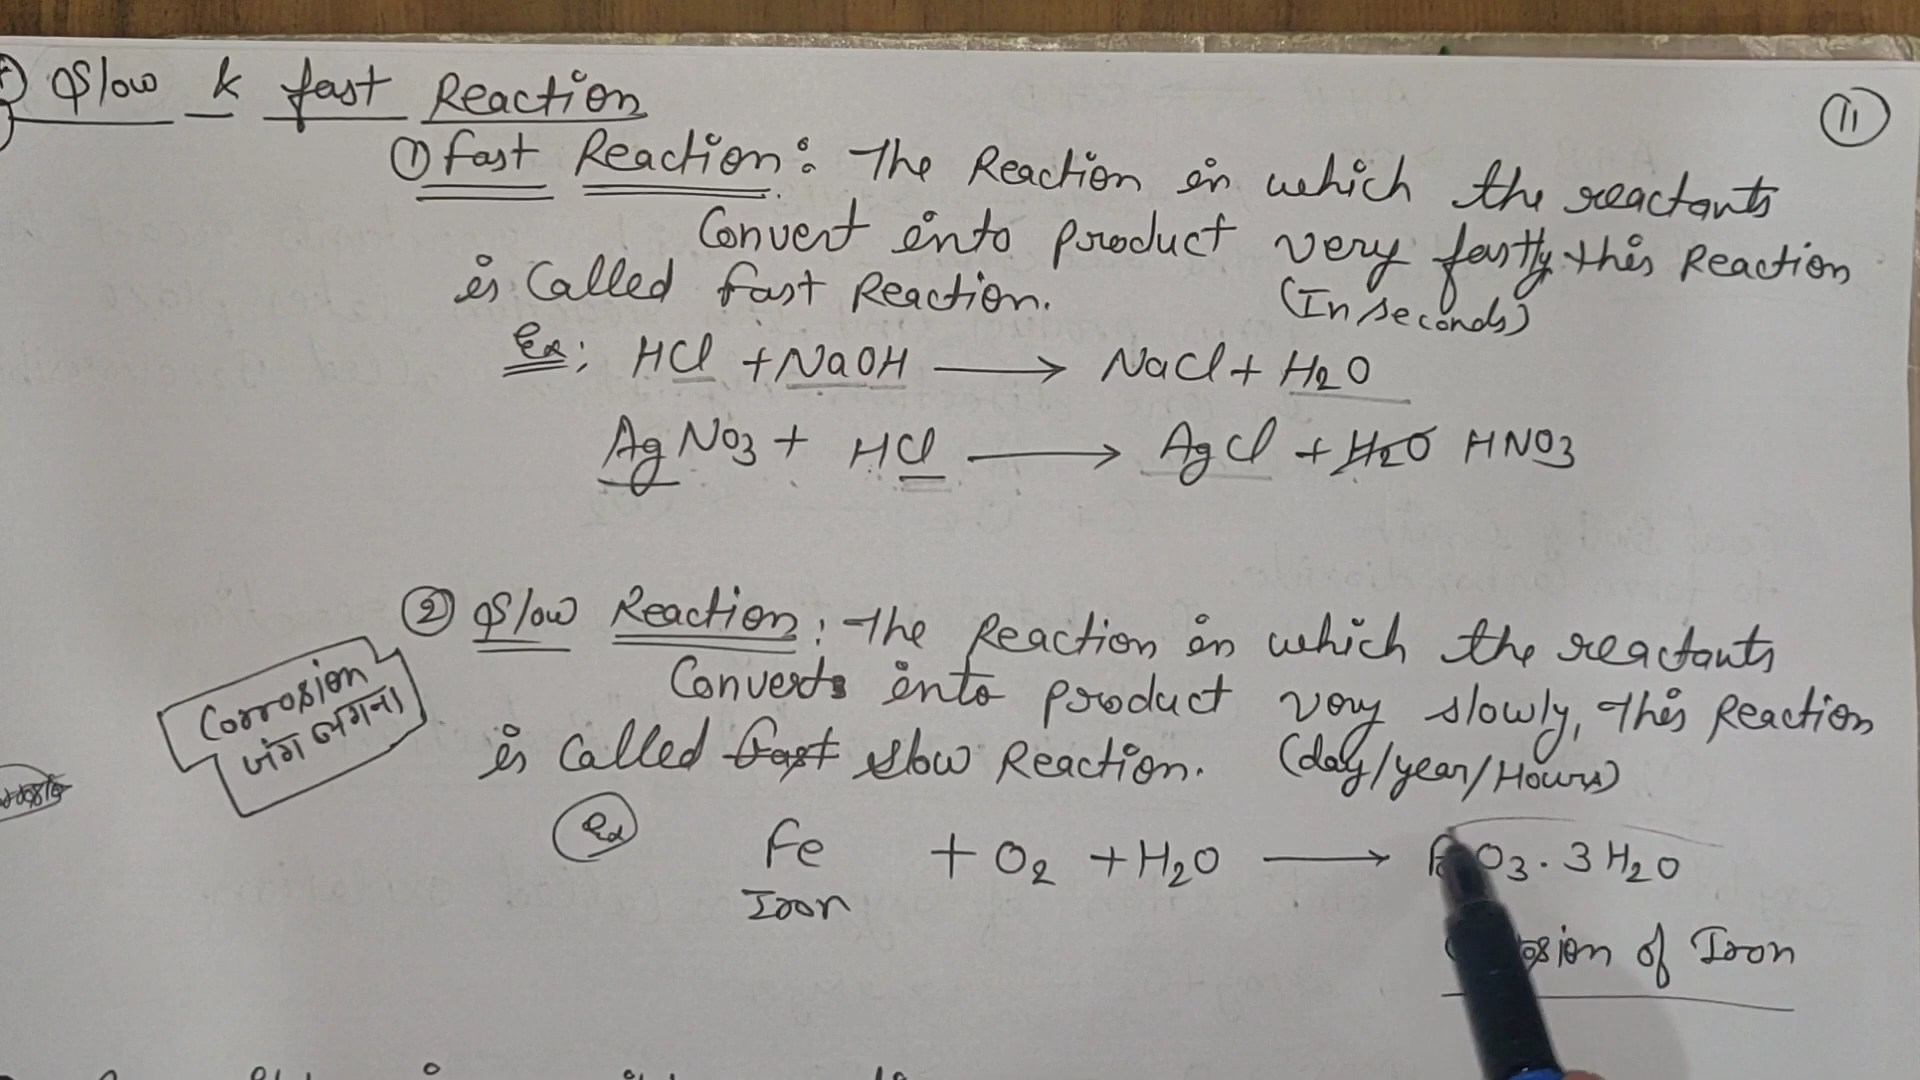 Slow & fast Reaction
11
① Fast Reaction: The Reaction in which the reactants
Convert into product very fastly this Reaction
is Called fast Reaction. (In seconds)
Ex: HCl + NaOH ⟶ NaCl + H2O
AgNO3 + HCl ⟶ AgCl + H2O HNO3
② Slow Reaction: The Reaction in which the reactants
Converts into product very slowly, this Reaction
is Called fast slow Reaction. (day/year/Hours)
Corrosion
जंग लगना
Ex Fe + O2 + H2O ⟶ O3.3H2O
Iron
of Iron